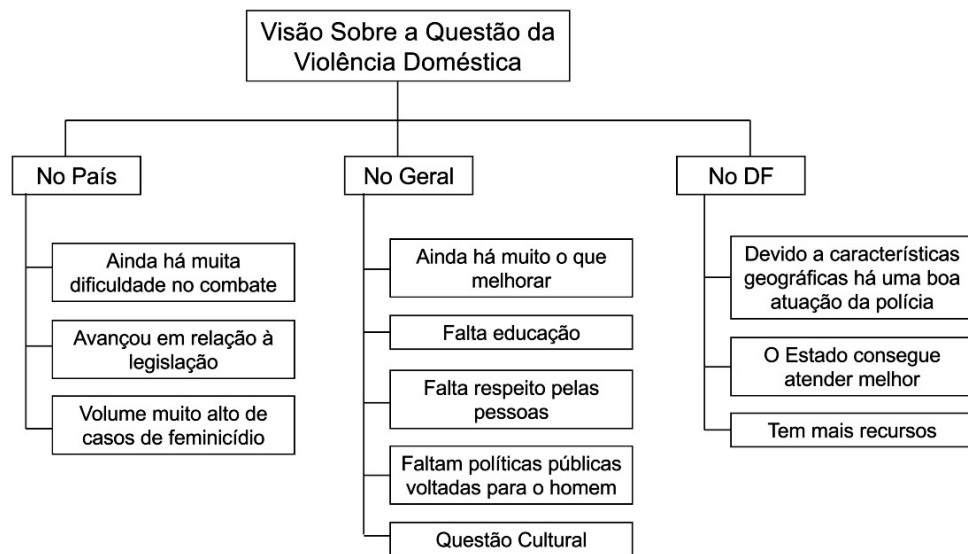 Visão Sobre a Questão da
Violência Doméstica
No País
Ainda há muita
dificuldade no combate
Avançou em relação à
legislação
Volume muito alto de
casos de feminicídio
No Geral
Ainda há muito o que
melhorar
Falta educação
Falta respeito pelas
pessoas
Faltam políticas públicas
voltadas para o homem
Questão Cultural
No DF
Devido a características
geográficas há uma boa
atuação da polícia
O Estado consegue
atender melhor
Tem mais recursos